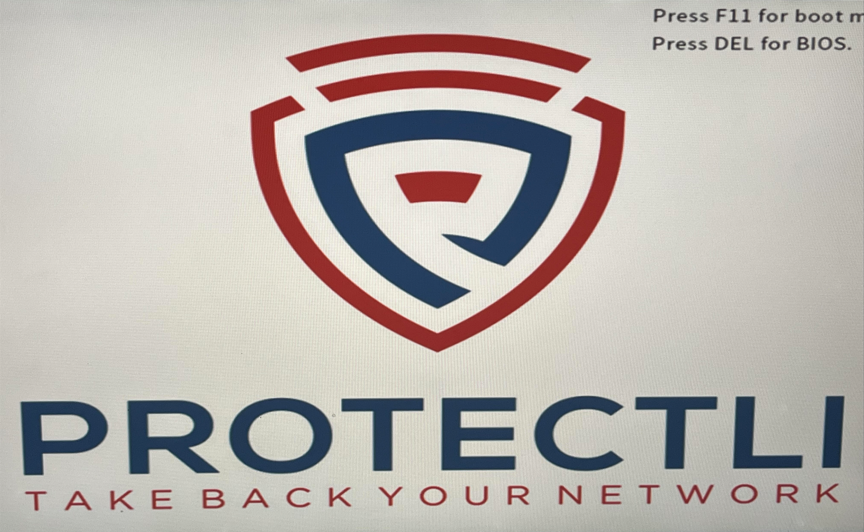 Press F11 for boot
Press DEL for BIOS.
PROTECTLI
TAKE BACK YOUR NETWORK